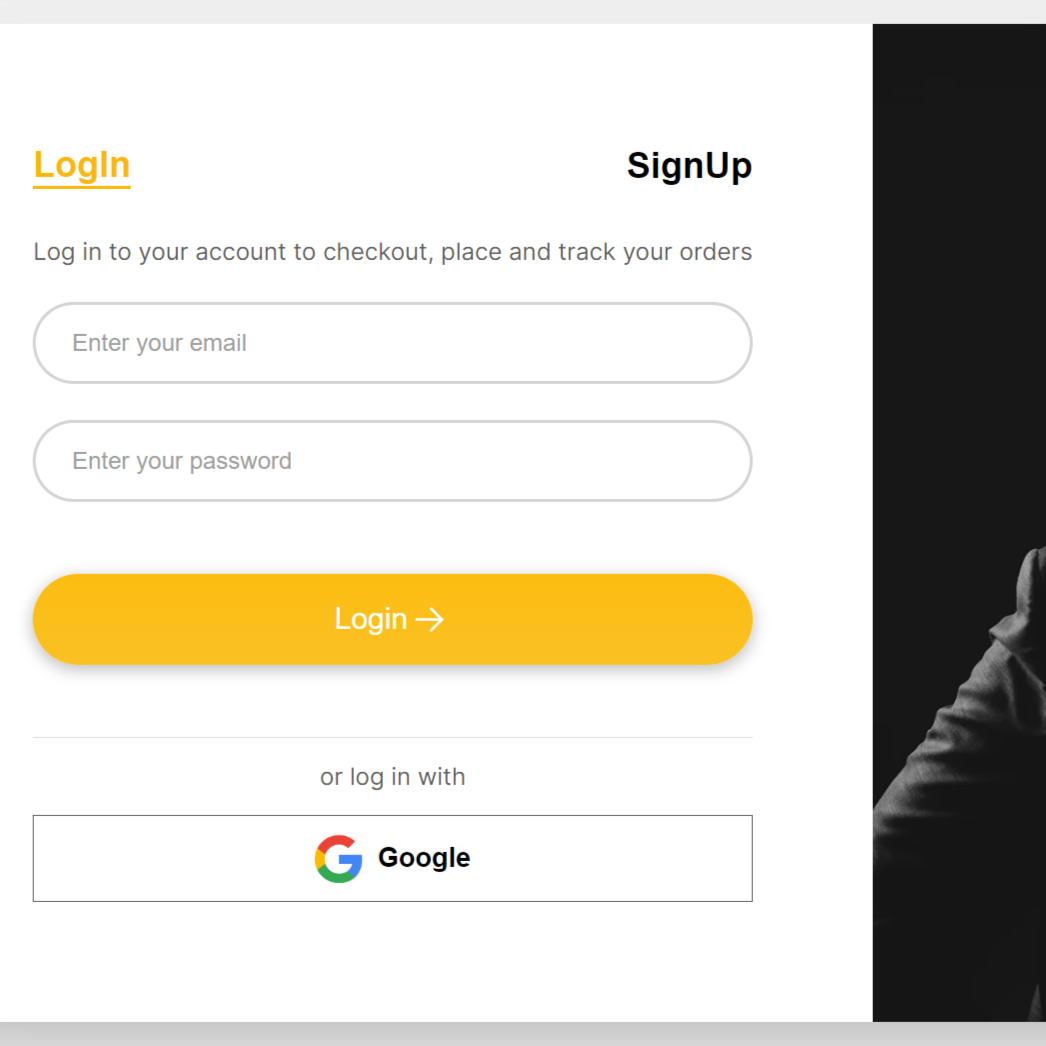 LogIn SignUp
Log in to your account to checkout, place and track your orders
Enter your email
Enter your password
Login →
or log in with
Google